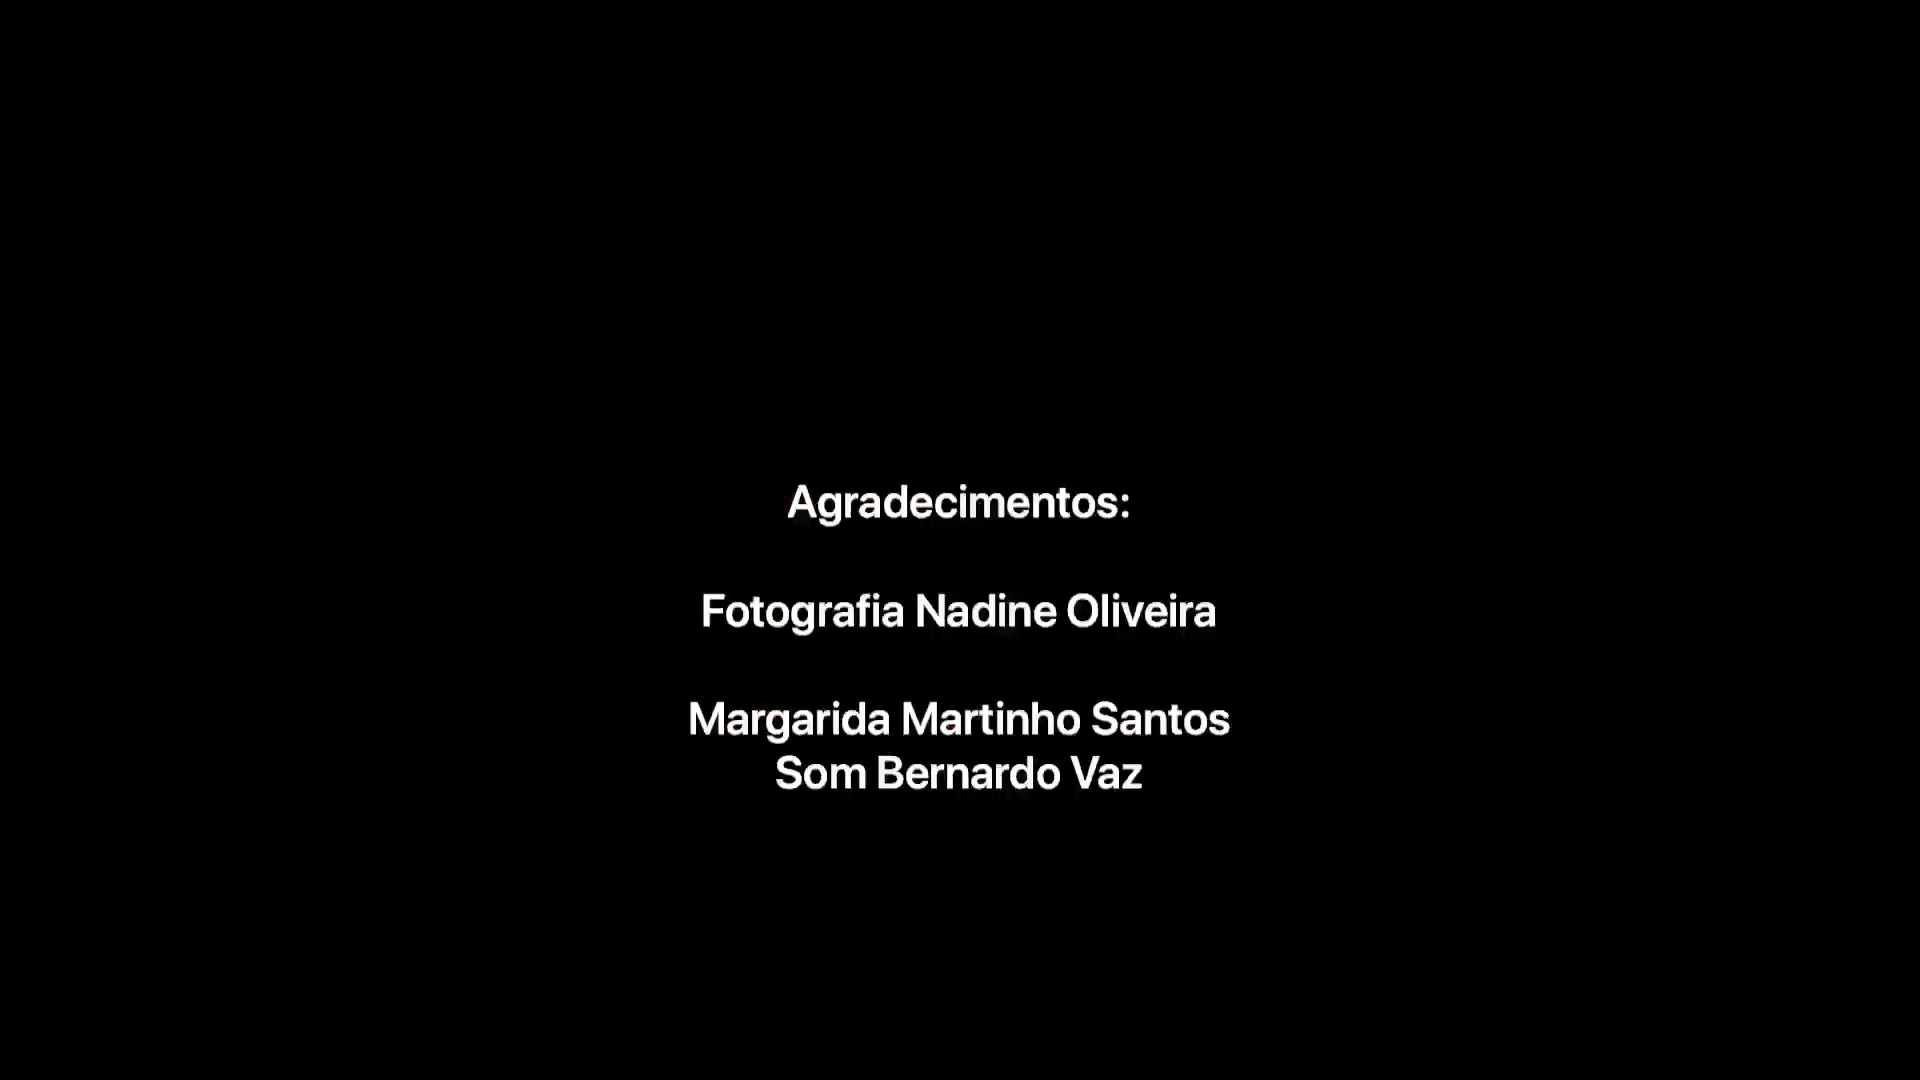 Agradecimentos:
Fotografia Nadine Oliveira
Margarida Martinho Santos
Som Bernardo Vaz